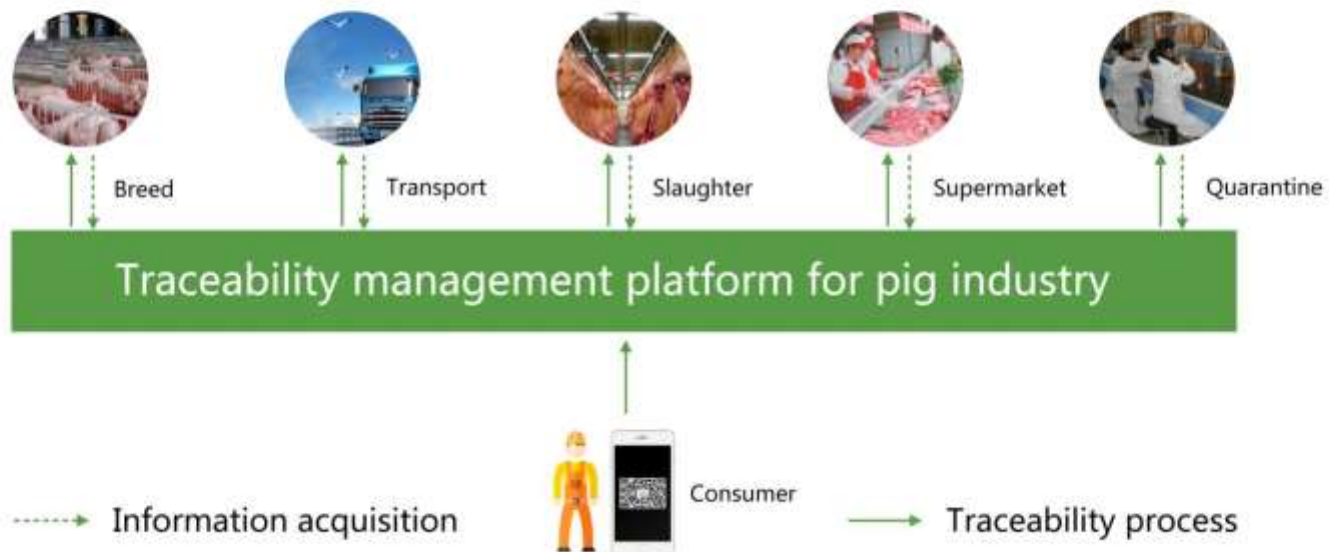 Breed
Transport
Slaughter
Supermarket
Quarantine
Traceability management platform for pig industry
Consumer
Information acquisition
Traceability process